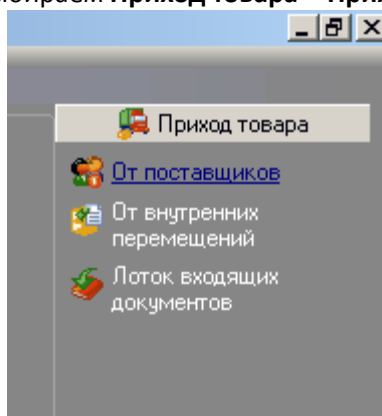 Приход товара
От поставщиков
От внутренних
перемещений
Лоток входящих
документов